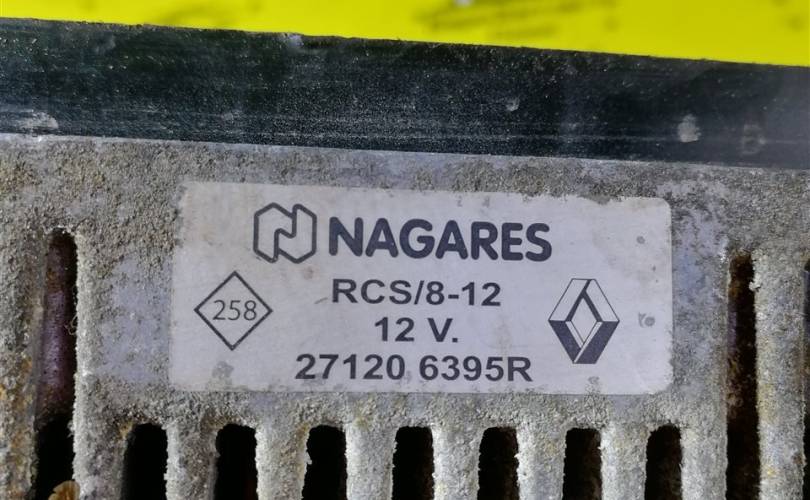 NAGARES
RCS/8-12
258
12 V.
27120 6395R